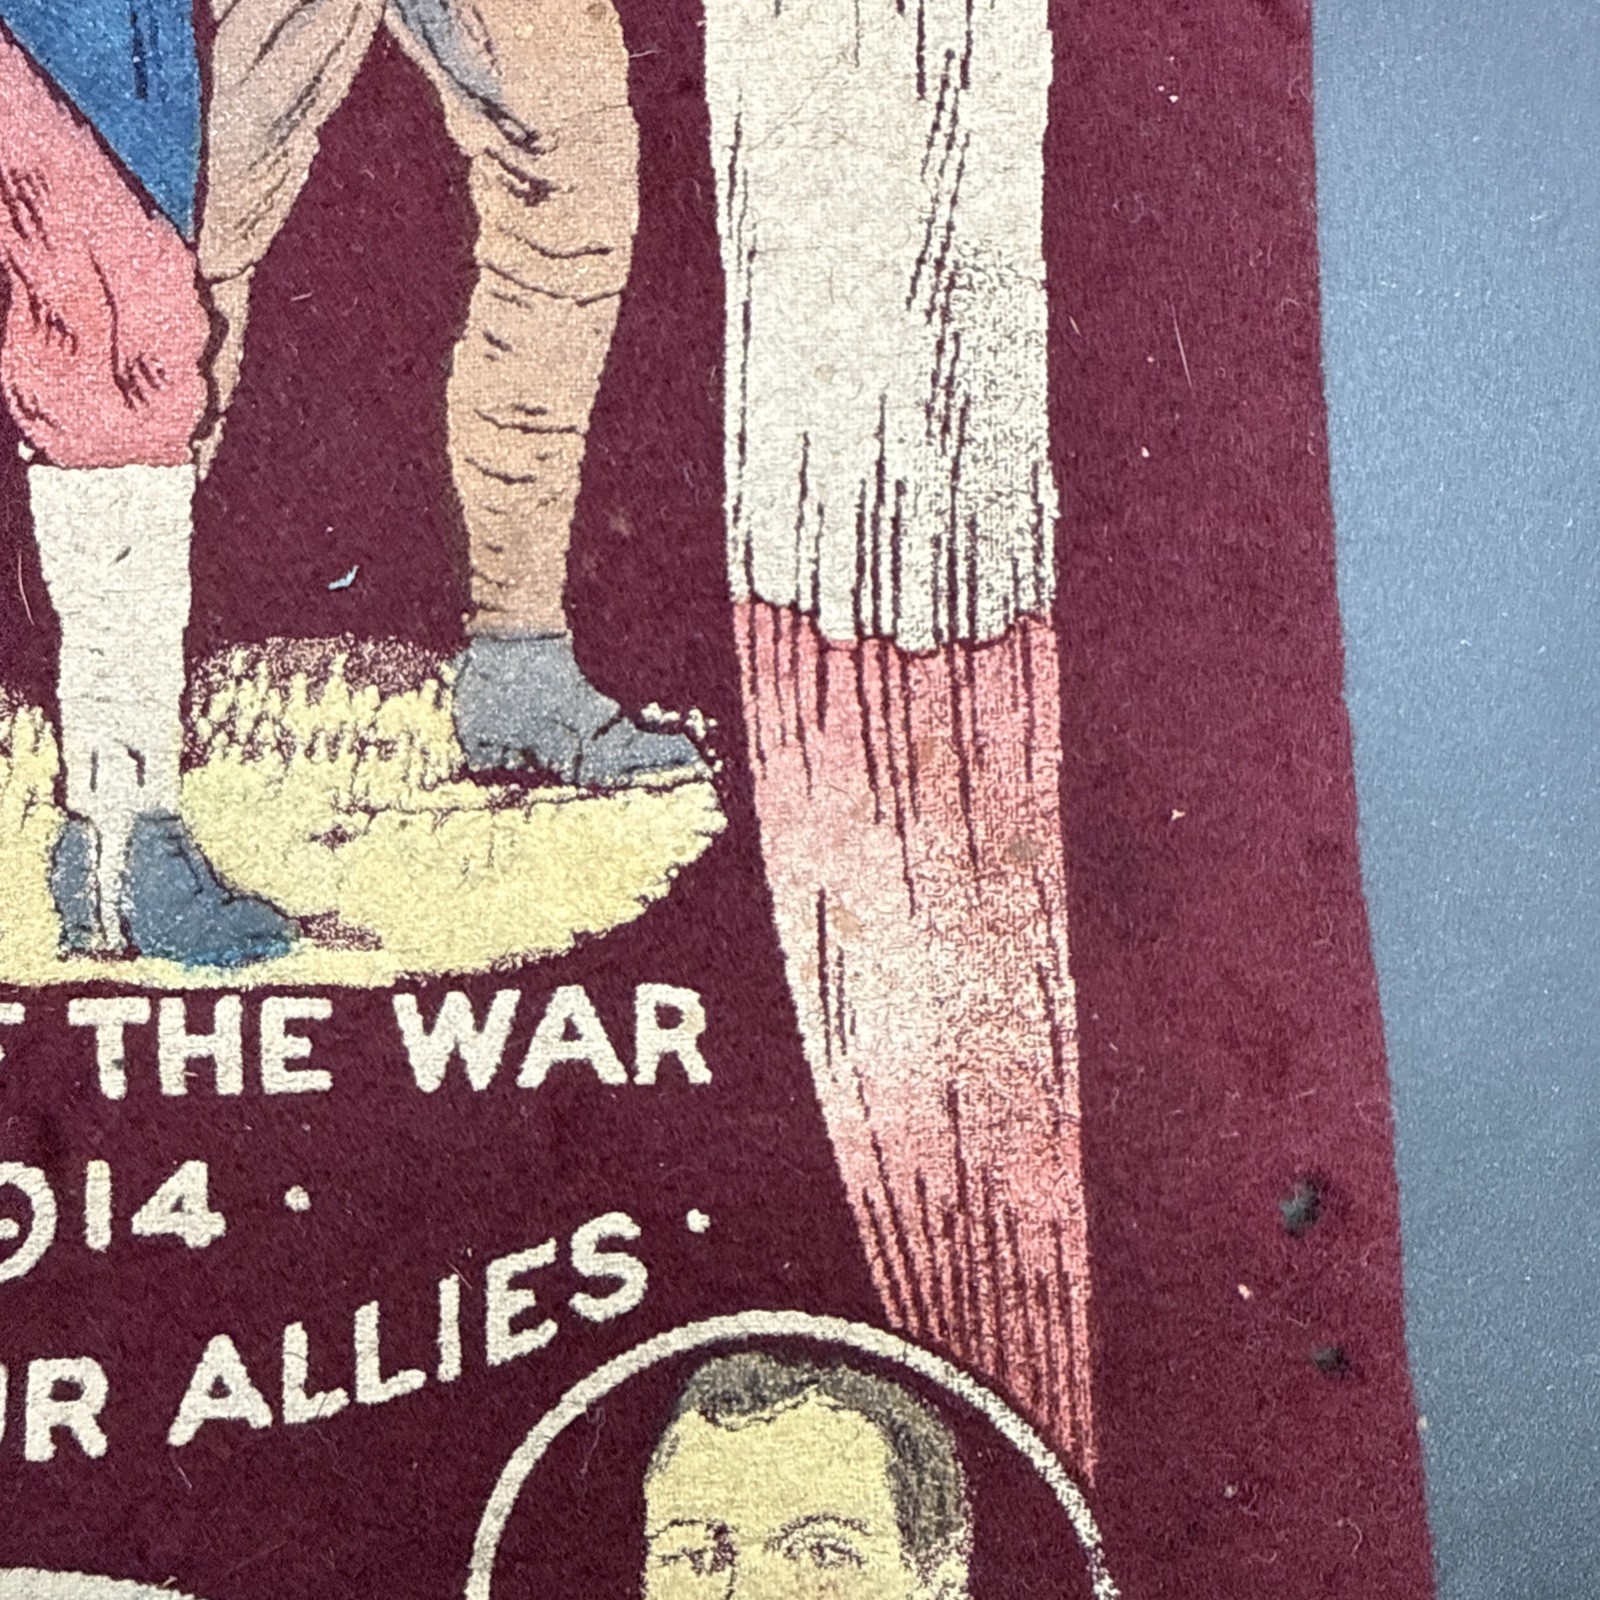 THE WAR
914 ·
ALLIES ·